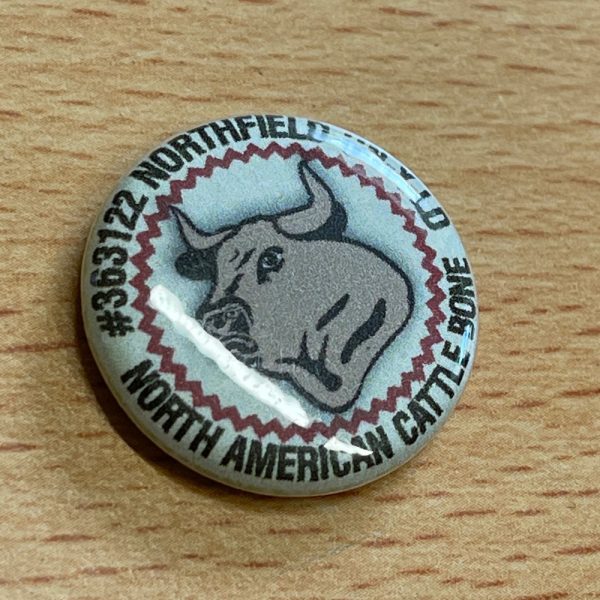 #363122 NORTHFIELD
NORTH AMERICAN CATTLE BONE